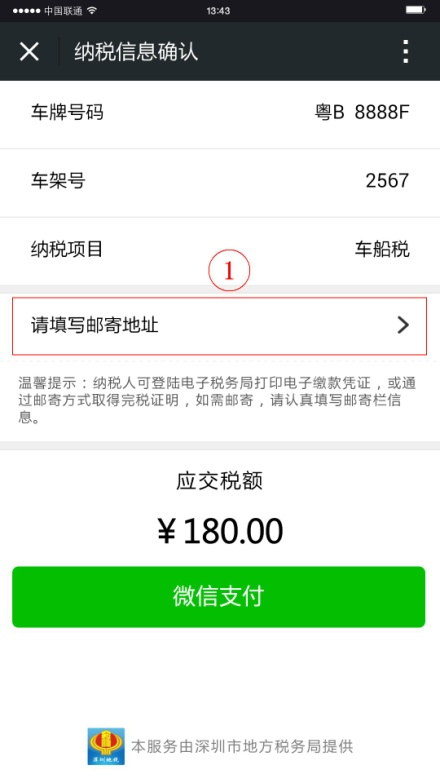 中国联通 13:43
纳税信息确认
车牌号码 粤B 8888F
车架号 2567
纳税项目 车船税
1
请填写邮寄地址
温馨提示：纳税人可登陆电子税务局打印电子缴款凭证，或通
过邮寄方式取得完税证明，如需邮寄，请认真填写邮寄栏信
息。
应交税额
￥180.00
微信支付
深圳地税
本服务由深圳市地方税务局提供